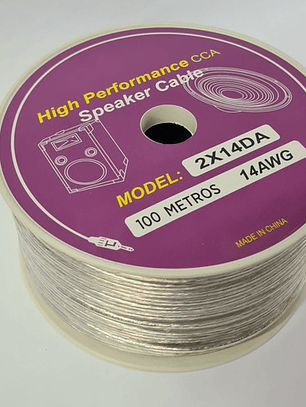 High Performance CCA
Speaker Cable
MODEL: 2X14DA
100 METROS 14AWG
MADE IN CHINA